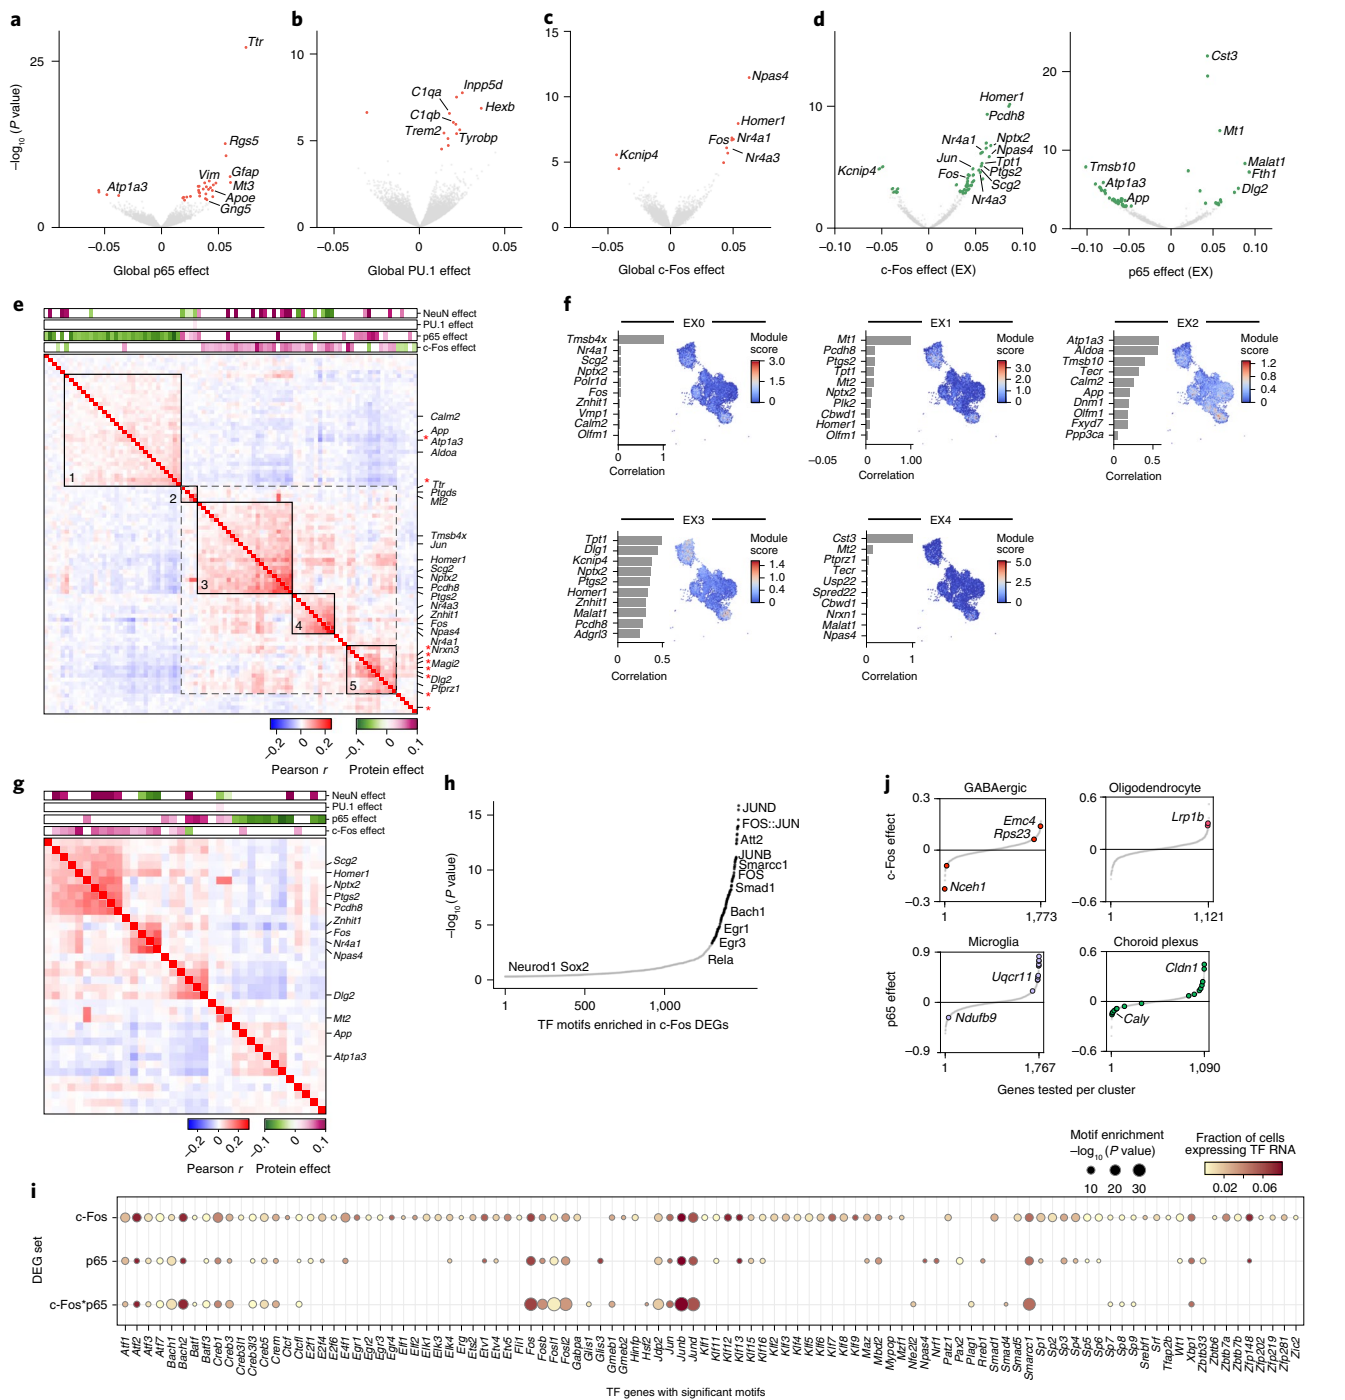 a
b
c
d
−log10 (P value)
25
0
−0.05
0
0.05
Global p65 effect
Ttr
Rgs5
Vim
Gfap
Mt3
Apoe
Gng5
Atp1a3
10
5
−0.05
0
0.05
Global PU.1 effect
C1qa
Inpp5d
C1qb
Hexb
Trem2
Tyrobp
15
10
5
0
−0.05
0
0.05
Global c-Fos effect
Npas4
Homer1
Fos
Nr4a1
Nr4a3
Kcnip4
10
0
−0.10
−0.05
0
0.05
0.10
c-Fos effect (EX)
Homer1
Pcdh8
Nr4a1
Nptx2
Npas4
Jun
Tpt1
Ptgs2
Fos
Scg2
Nr4a3
Kcnip4
20
10
0
−0.10
−0.05
0
0.05
0.10
p65 effect (EX)
Cst3
Mt1
Malat1
Fth1
Dlg2
Tmsb10
Atp1a3
App
e
NeuN effect
PU.1 effect
p65 effect
c-Fos effect
1
2
3
4
5
Calm2
App
* Atp1a3
Aldoa
* Ttr
Ptgds
Mt2
Tmsb4x
Jun
Homer1
Scg2
Nptx2
Pcdh8
Ptgs2
Nr4a3
Znhit1
Fos
Npas4
Nr4a1
* Nrxn3
*
* Magi2
*
Dlg2
Ptprz1
*
*
−0.2 0 0.2
−0.1 0 0.1
Pearson r
Protein effect
f
EX0
Tmsb4x
Nr4a1
Scg2
Nptx2
Polr1d
Fos
Znhit1
Vmp1
Calm2
Olfm1
0 1
Correlation
Module score
3.0
1.5
0
EX1
Mt1
Pcdh8
Ptgs2
Tpt1
Mt2
Nptx2
Plk2
Cbwd1
Homer1
Olfm1
−0.05 0 1.00
Correlation
Module score
3.0
2.0
1.0
0
EX2
Atp1a3
Aldoa
Tmsb10
Tecr
Calm2
App
Dnm1
Olfm1
Fxyd7
Ppp3ca
0 0.5
Correlation
Module score
1.2
0.8
0.4
0
EX3
Tpt1
Dlg1
Kcnip4
Nptx2
Ptgs2
Homer1
Znhit1
Malat1
Pcdh8
Adgrl3
0 0.5
Correlation
Module score
1.4
0.4
0
EX4
Cst3
Mt2
Ptprz1
Tecr
Usp22
Spred22
Cbwd1
Nrxn1
Malat1
Npas4
0 1
Correlation
Module score
5.0
2.5
0
g
NeuN effect
PU.1 effect
p65 effect
c-Fos effect
Scg2
Homer1
Nptx2
Ptgs2
Pcdh8
Znhit1
Fos
Nr4a1
Npas4
Dlg2
Mt2
App
Atp1a3
−0.2 0 0.2
−0.1 0 0.1
Pearson r
Protein effect
h
−log10 (P value)
15
10
5
0
JUND
FOS::JUN
Att2
JUNB
Smarcc1
FOS
Smad1
Bach1
Egr1
Egr3
Rela
Neurod1 Sox2
1 500 1,000
TF motifs enriched in c-Fos DEGs
j
c-Fos effect
p65 effect
GABAergic
0.3
0
−0.3
Emc4
Rps23
Nceh1
1 1,773
Oligodendrocyte
0.6
0
−0.6
Lrp1b
1 1,121
Microglia
0.9
0
−0.9
Uqcr11
Ndufb9
1 1,767
Choroid plexus
0.6
0
−0.6
Cldn1
Caly
1 1,090
Genes tested per cluster
Motif enrichment
−log10 (P value)
10 20 30
Fraction of cells
expressing TF RNA
0.02 0.06
i
DEG set
c-Fos
p65
c-Fos*p65
Atf1 Atf2 Atf3 Atf7 Bach1 Bach2 Batf Batf3 Creb1 Creb3 Creb3l1 Creb3l3 Creb5 Crem Ctcf Ctcfl E2f1 E2f4 E2f6 E4f1 Egr1 Egr2 Egr3 Egr4 Elf1 Elf2 Elk1 Elk3 Elk4 Erg Ets2 Etv1 Etv4 Etv5 Fli1 Fos Fosb Fosl1 Fosl2 Gabpa Glis1 Glis3 Gmeb1 Gmeb2 Hinfp Hsf2 Jdp2 Jun Junb Jund Klf1 Klf11 Klf12 Klf13 Klf15 Klf16 Klf2 Klf3 Klf4 Klf5 Klf6 Klf7 Klf8 Klf9 Maz Mbd2 Mypop Mzf1 Nfe2l2 Npas4 Nrf1 Patz1 Pax2 Plag1 Rreb1 Smad1 Smad4 Smad5 Smarcc1 Sp1 Sp2 Sp3 Sp4 Sp5 Sp6 Sp7 Sp8 Sp9 Srebf1 Srf Tfap2b Wt1 Xbp1 Zbtb33 Zbtb6 Zbtb7a Zbtb7b Zfp148 Zfp202 Zfp219 Zfp281 Zic2
TF genes with significant motifs